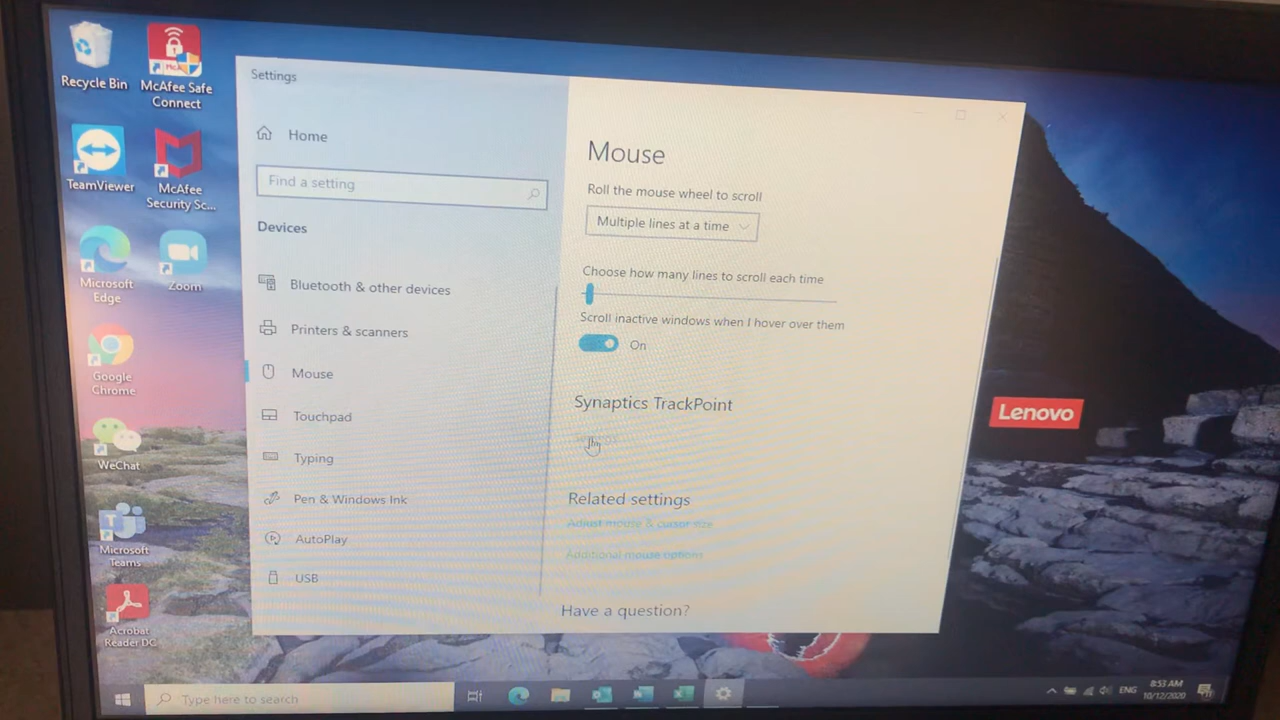 Recycle Bin
McAfee Safe
Connect
TeamViewer
McAfee
Security Sc...
Microsoft
Edge
Zoom
Google
Chrome
WeChat
Microsoft
Teams
Acrobat
Reader DC
Settings
Home
Find a setting
Devices
Bluetooth & other devices
Printers & scanners
Mouse
Touchpad
Typing
Pen & Windows Ink
AutoPlay
USB
Mouse
Roll the mouse wheel to scroll
Multiple lines at a time
Choose how many lines to scroll each time
Scroll inactive windows when I hover over them
On
Synaptics TrackPoint
Related settings
Adjust mouse & cursor size
Additional mouse options
Have a question?
Lenovo
Type here to search
ENG
8:53 AM
10/12/2020